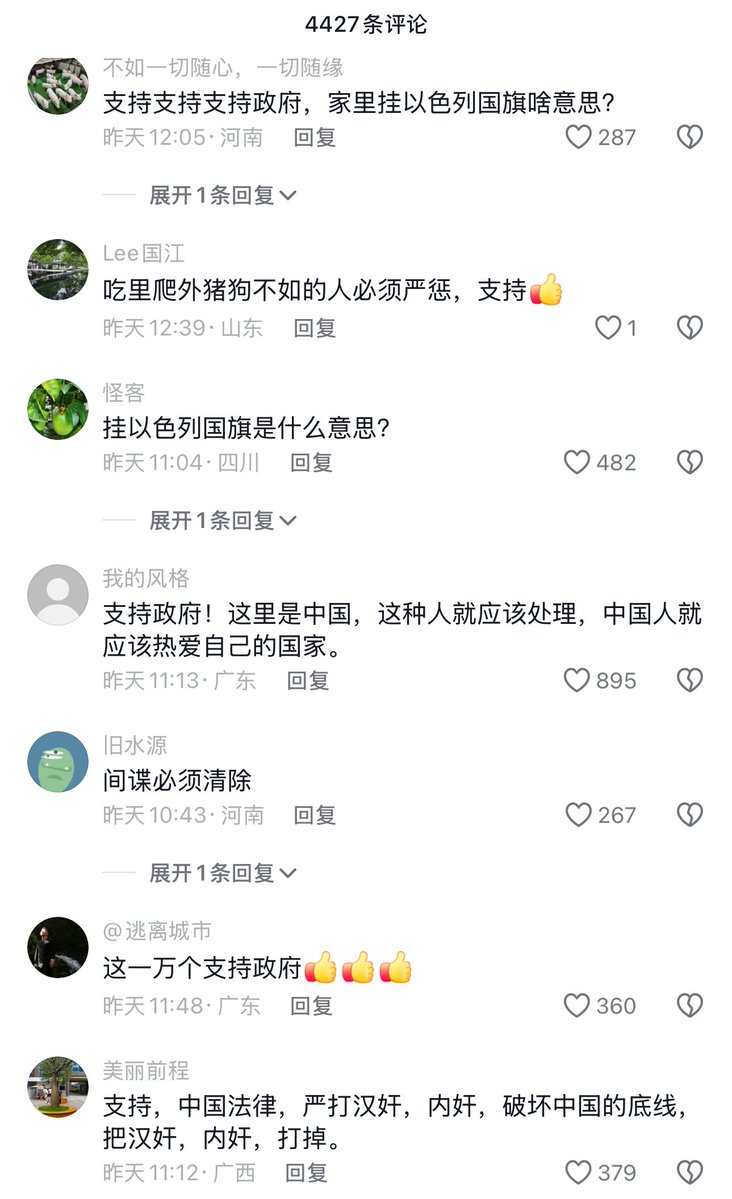 4427条评论
不如一切随心，一切随缘
支持支持支持政府，家里挂以色列国旗啥意思？
昨天 12:05 · 河南 回复 287
展开1条回复
Lee国江
吃里爬外猪狗不如的人必须严惩，支持👍
昨天 12:39 · 山东 回复 1
怪客
挂以色列国旗是什么意思？
昨天 11:04 · 四川 回复 482
展开1条回复
我的风格
支持政府！这里是中国，这种人就应该处理，中国人就
应该热爱自己的国家。
昨天 11:13 · 广东 回复 895
旧水源
间谍必须清除
昨天 10:43 · 河南 回复 267
展开1条回复
@逃离城市
这一万个支持政府👍👍👍
昨天 11:48 · 广东 回复 360
美丽前程
支持，中国法律，严打汉奸，内奸，破坏中国的底线，
把汉奸，内奸，打掉。
昨天 11:12 · 广西 回复 379